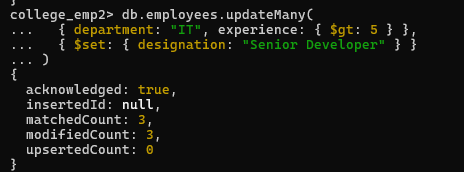 college_emp2> db.employees.updateMany(
...   { department: "IT", experience: { $gt: 5 } },
...   { $set: { designation: "Senior Developer" } }
... )
{
  acknowledged: true,
  insertedId: null,
  matchedCount: 3,
  modifiedCount: 3,
  upsertedCount: 0
}